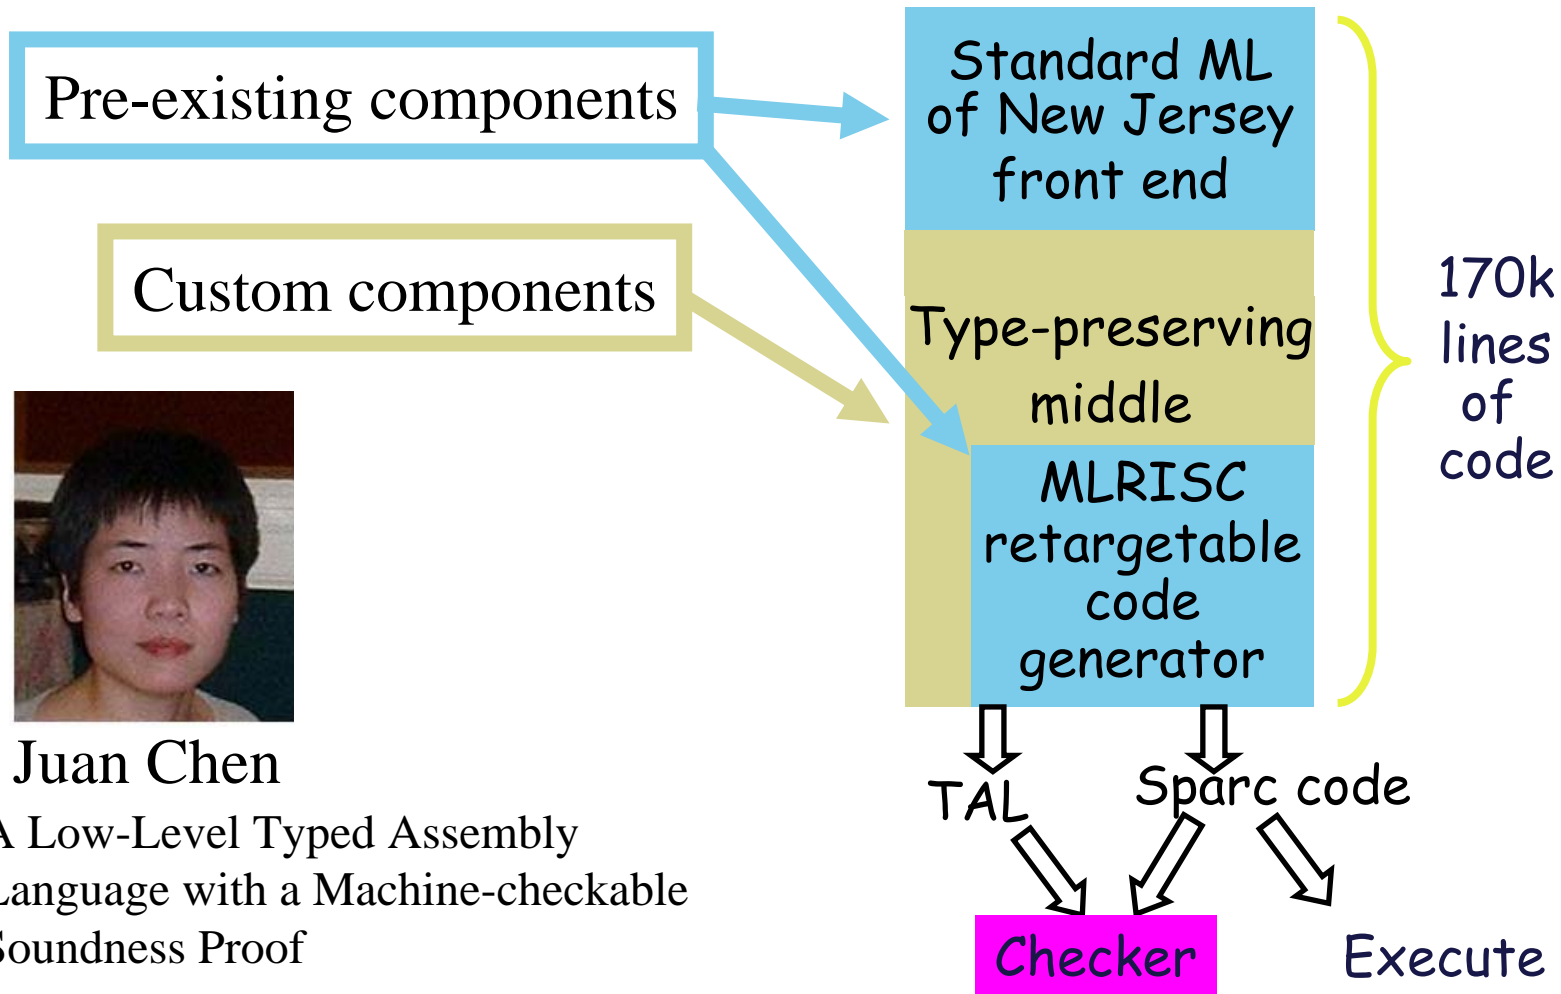 Pre-existing components
Custom components
Standard ML
of New Jersey
front end
Type-preserving
middle
MLRISC
retargetable
code
generator
170k
lines
of
code
TAL
Sparc code
Checker
Execute
Juan Chen
A Low-Level Typed Assembly
Language with a Machine-checkable
Soundness Proof